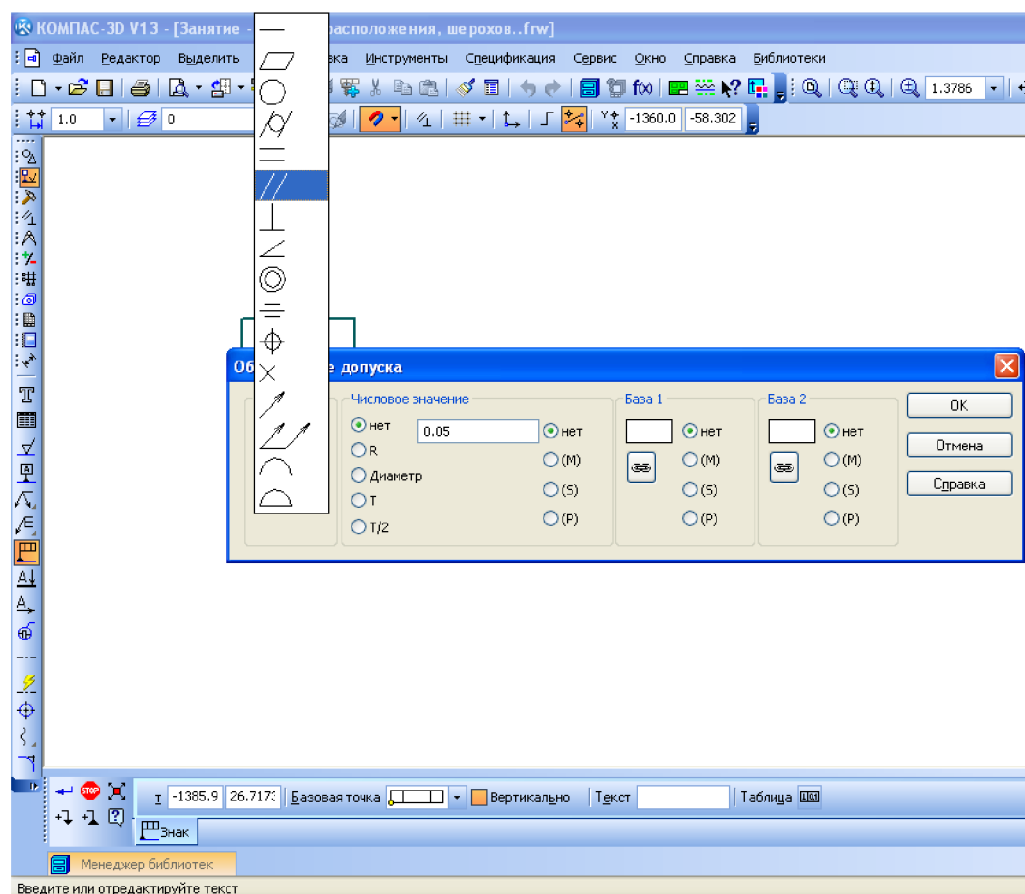 КОМПАС-3D V13 - [Занятие - расположения, шерохов..frw]
Файл Редактор Выделить вка Инструменты Спецификация Сервис Окно Справка Библиотеки
f(x) 1.3786
1.0 0 -1360.0 -58.302
Об е допуска
Числовое значение База 1 База 2
нет 0.05 нет нет нет OK
R (M) (M) (M) Отмена
Диаметр
T (S) (S) (S) Справка
T/2 (P) (P) (P)
т -1385.9 26.717 Базовая точка Вертикально Текст Таблица
Знак
Менеджер библиотек
Введите или отредактируйте текст